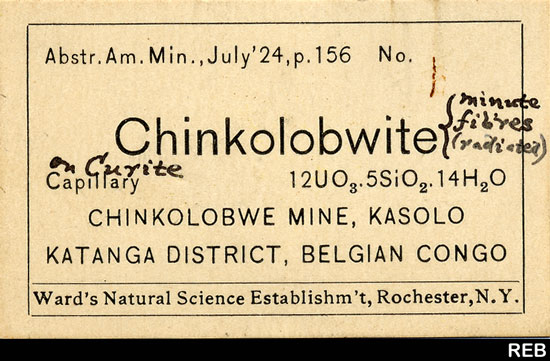 Abstr.Am.Min.,July'24,p.156 No.
Chinkolobwite { minute
fibres
(radiated)
on Curite
Capillary 12UO₃.5SiO₂.14H₂O
CHINKOLOBWE MINE, KASOLO
KATANGA DISTRICT, BELGIAN CONGO
Ward's Natural Science Establishm't, Rochester, N.Y.
REB